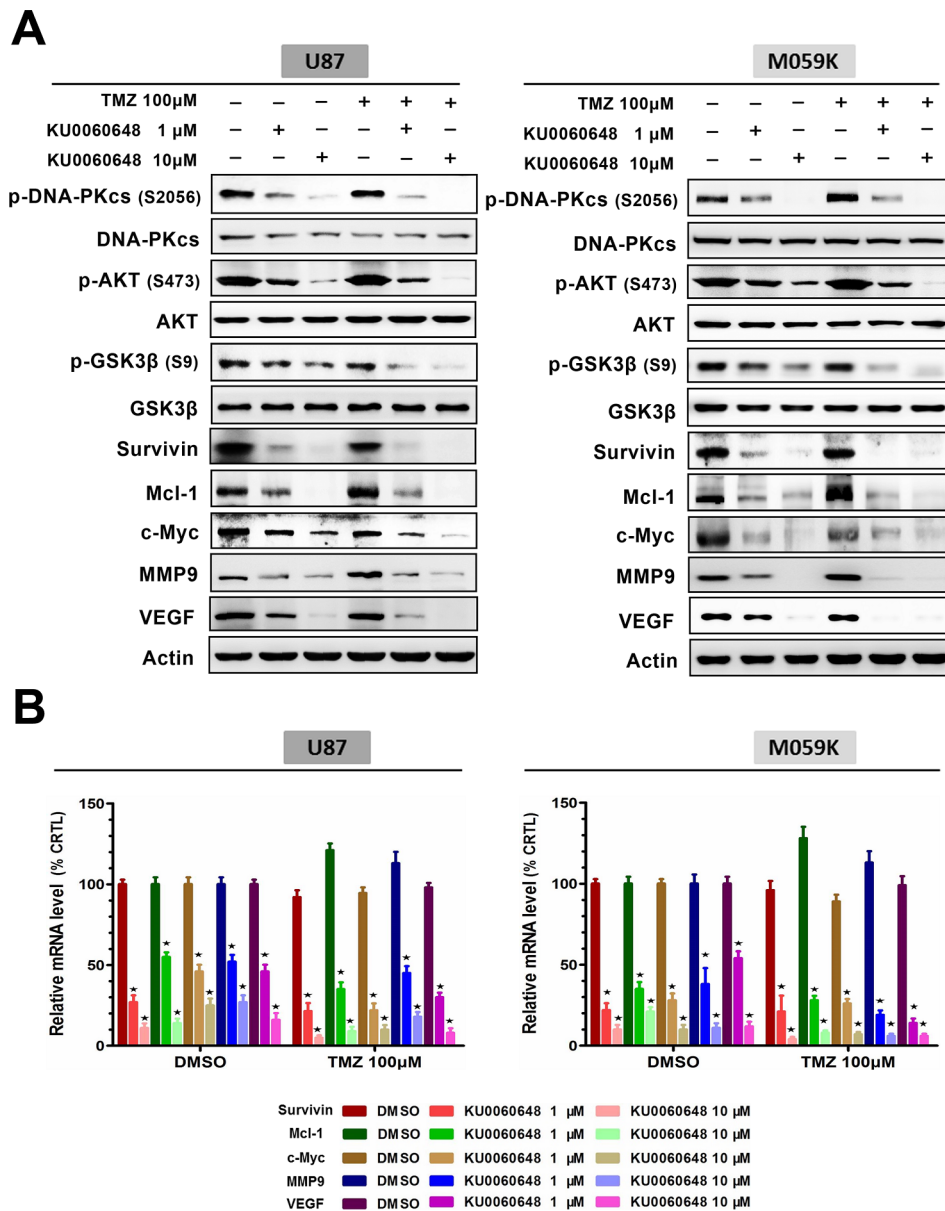 A
U87
TMZ 100μM − − − + + +
KU0060648 1 μM − + − − + −
KU0060648 10μM − − + − − +
p-DNA-PKcs (S2056)
DNA-PKcs
p-AKT (S473)
AKT
p-GSK3β (S9)
GSK3β
Survivin
Mcl-1
c-Myc
MMP9
VEGF
Actin
M059K
TMZ 100μM − − − + + +
KU0060648 1 μM − + − − + −
KU0060648 10μM − − + − − +
p-DNA-PKcs (S2056)
DNA-PKcs
p-AKT (S473)
AKT
p-GSK3β (S9)
GSK3β
Survivin
Mcl-1
c-Myc
MMP9
VEGF
Actin
B
U87
Relative mRNA level (% CRTL)
150
100
50
0
DMSO TMZ 100μM
M059K
Relative mRNA level (% CRTL)
150
100
50
0
DMSO TMZ 100μM
Survivin DMSO KU0060648 1 μM KU0060648 10 μM
Mcl-1 DMSO KU0060648 1 μM KU0060648 10 μM
c-Myc DMSO KU0060648 1 μM KU0060648 10 μM
MMP9 DMSO KU0060648 1 μM KU0060648 10 μM
VEGF DMSO KU0060648 1 μM KU0060648 10 μM